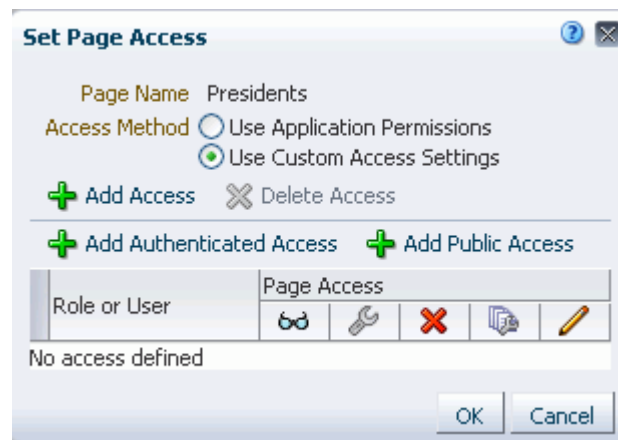 Set Page Access
Page Name Presidents
Access Method Use Application Permissions
Use Custom Access Settings
Add Access Delete Access
Add Authenticated Access Add Public Access
Role or User Page Access
No access defined
OK Cancel